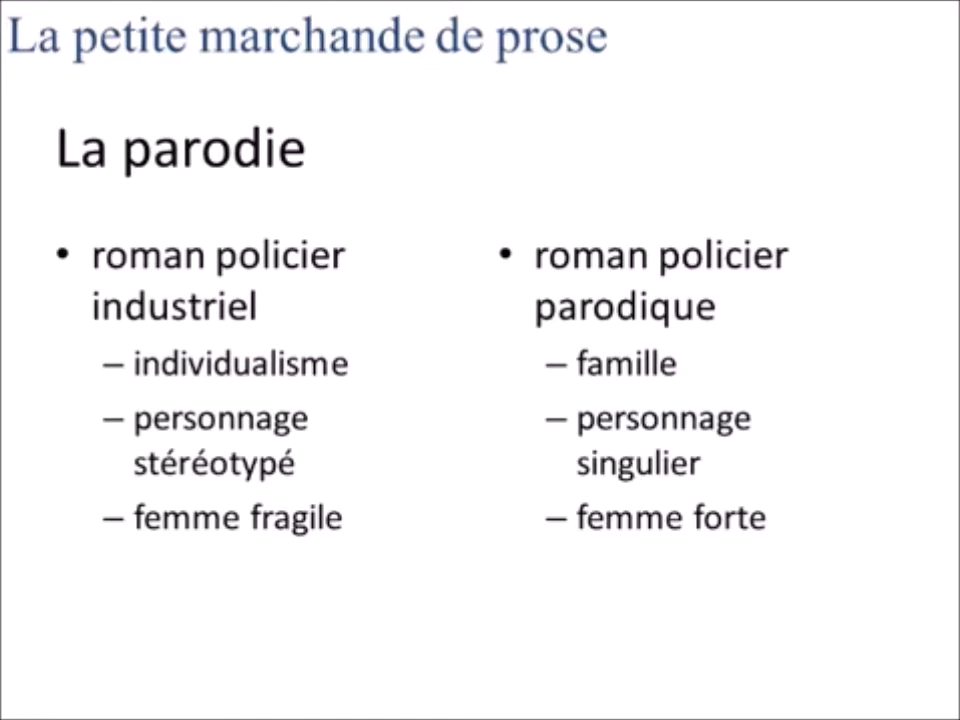 La petite marchande de prose
La parodie
• roman policier
industriel
– individualisme
– personnage
stéréotypé
– femme fragile
• roman policier
parodique
– famille
– personnage
singulier
– femme forte